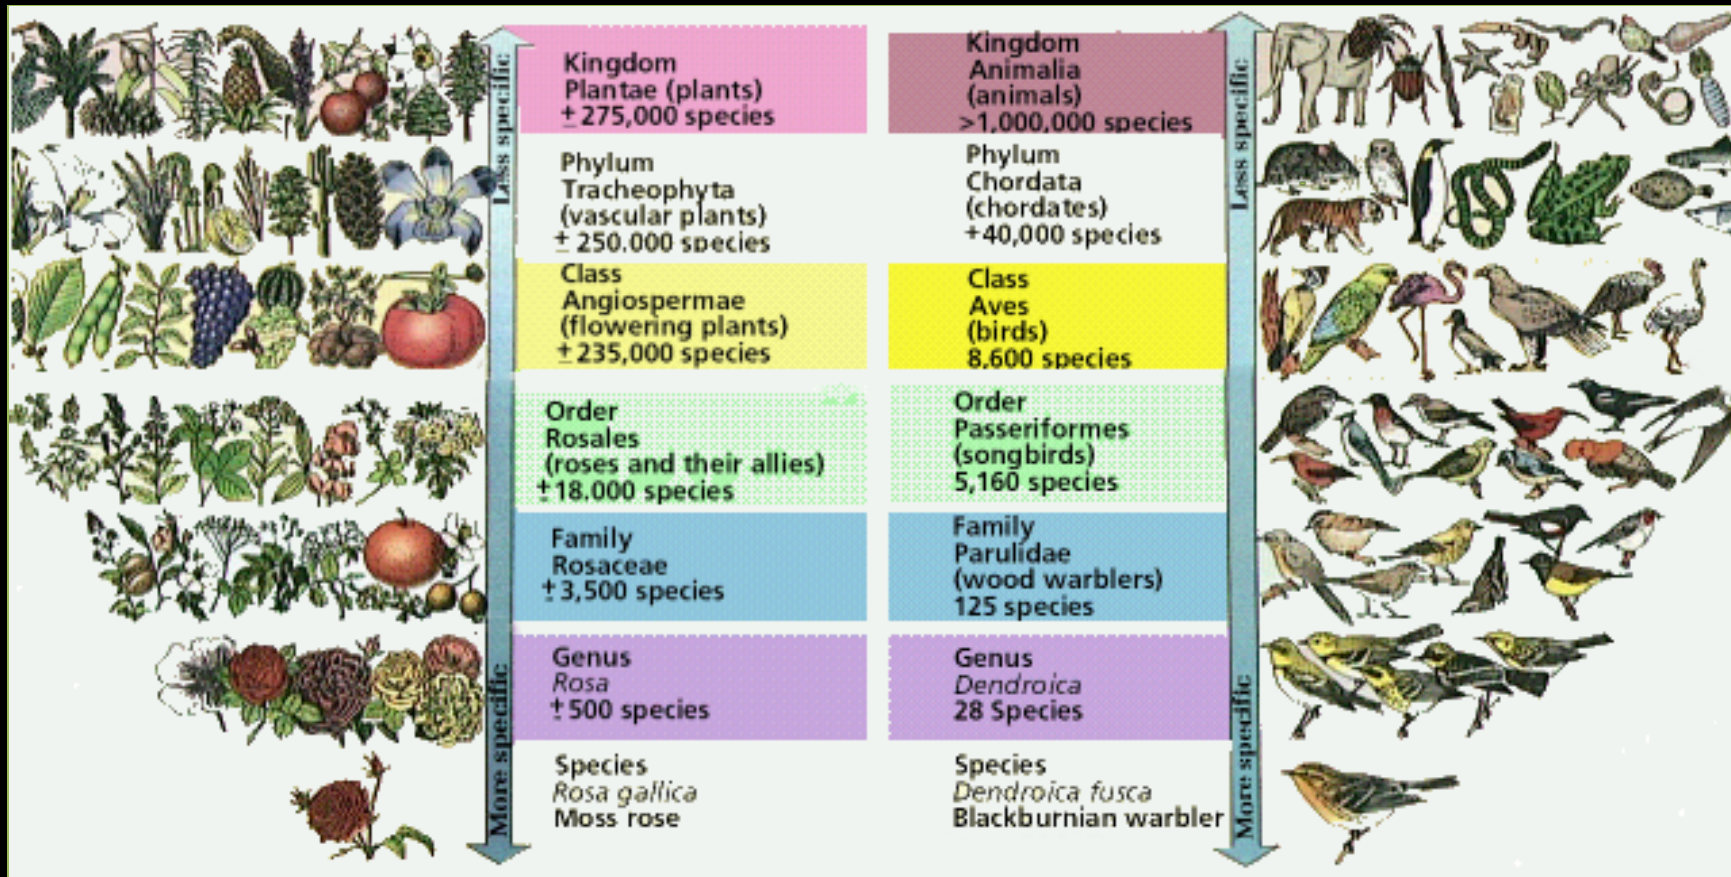 Less specific
More specific
Kingdom
Plantae (plants)
± 275,000 species
Phylum
Tracheophyta
(vascular plants)
± 250.000 species
Class
Angiospermae
(flowering plants)
± 235,000 species
Order
Rosales
(roses and their allies)
± 18.000 species
Family
Rosaceae
± 3,500 species
Genus
Rosa
± 500 species
Species
Rosa gallica
Moss rose
Kingdom
Animalia
(animals)
>1,000,000 species
Phylum
Chordata
(chordates)
+40,000 species
Class
Aves
(birds)
8,600 species
Order
Passeriformes
(songbirds)
5,160 species
Family
Parulidae
(wood warblers)
125 species
Genus
Dendroica
28 Species
Species
Dendroica fusca
Blackburnian warbler
Less specific
More specific